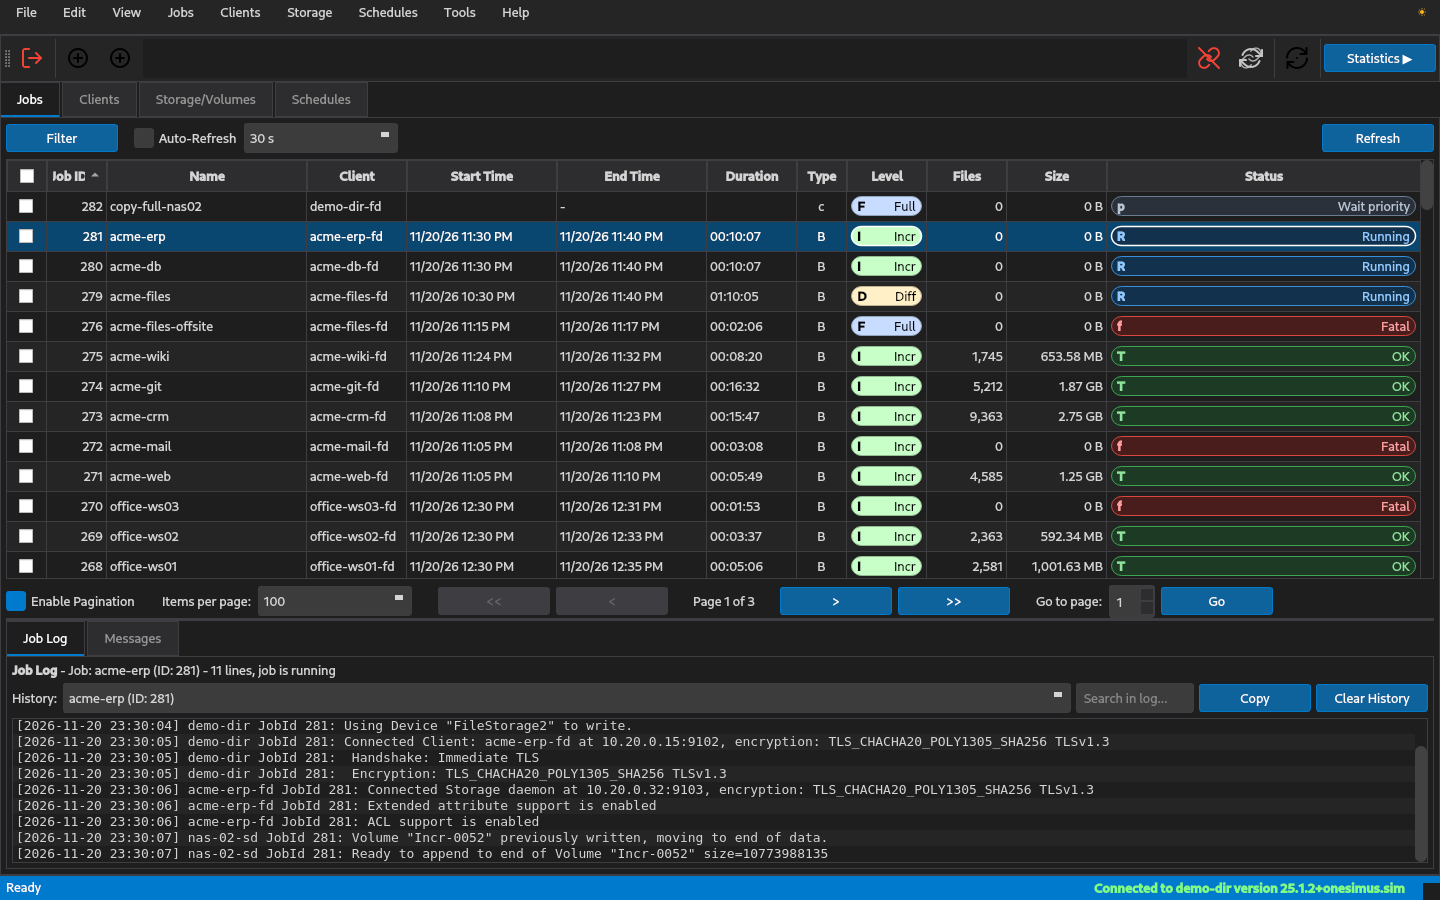 File Edit View Jobs Clients Storage Schedules Tools Help
Statistics ▶
Jobs Clients Storage/Volumes Schedules
Filter Auto-Refresh 30 s Refresh
Job ID Name Client Start Time End Time Duration Type Level Files Size Status
282 copy-full-nas02 demo-dir-fd - c F Full 0 0 B p Wait priority
281 acme-erp acme-erp-fd 11/20/26 11:30 PM 11/20/26 11:40 PM 00:10:07 B I Incr 0 0 B R Running
280 acme-db acme-db-fd 11/20/26 11:30 PM 11/20/26 11:40 PM 00:10:07 B I Incr 0 0 B R Running
279 acme-files acme-files-fd 11/20/26 10:30 PM 11/20/26 11:40 PM 01:10:05 B D Diff 0 0 B R Running
276 acme-files-offsite acme-files-fd 11/20/26 11:15 PM 11/20/26 11:17 PM 00:02:06 B F Full 0 0 B f Fatal
275 acme-wiki acme-wiki-fd 11/20/26 11:24 PM 11/20/26 11:32 PM 00:08:20 B I Incr 1,745 653.58 MB T OK
274 acme-git acme-git-fd 11/20/26 11:10 PM 11/20/26 11:27 PM 00:16:32 B I Incr 5,212 1.87 GB T OK
273 acme-crm acme-crm-fd 11/20/26 11:08 PM 11/20/26 11:23 PM 00:15:47 B I Incr 9,363 2.75 GB T OK
272 acme-mail acme-mail-fd 11/20/26 11:05 PM 11/20/26 11:08 PM 00:03:08 B I Incr 0 0 B f Fatal
271 acme-web acme-web-fd 11/20/26 11:05 PM 11/20/26 11:10 PM 00:05:49 B I Incr 4,585 1.25 GB T OK
270 office-ws03 office-ws03-fd 11/20/26 12:30 PM 11/20/26 12:31 PM 00:01:53 B I Incr 0 0 B f Fatal
269 office-ws02 office-ws02-fd 11/20/26 12:30 PM 11/20/26 12:33 PM 00:03:37 B I Incr 2,363 592.34 MB T OK
268 office-ws01 office-ws01-fd 11/20/26 12:30 PM 11/20/26 12:35 PM 00:05:06 B I Incr 2,581 1,001.63 MB T OK
Enable Pagination Items per page: 100 << < Page 1 of 3 > >> Go to page: 1 Go
Job Log Messages
Job Log - Job: acme-erp (ID: 281) - 11 lines, job is running
History: acme-erp (ID: 281) Search in log... Copy Clear History
[2026-11-20 23:30:04] demo-dir JobId 281: Using Device "FileStorage2" to write.
[2026-11-20 23:30:05] demo-dir JobId 281: Connected Client: acme-erp-fd at 10.20.0.15:9102, encryption: TLS_CHACHA20_POLY1305_SHA256 TLSv1.3
[2026-11-20 23:30:05] demo-dir JobId 281:  Handshake: Immediate TLS
[2026-11-20 23:30:05] demo-dir JobId 281:  Encryption: TLS_CHACHA20_POLY1305_SHA256 TLSv1.3
[2026-11-20 23:30:06] acme-erp-fd JobId 281: Connected Storage daemon at 10.20.0.32:9103, encryption: TLS_CHACHA20_POLY1305_SHA256 TLSv1.3
[2026-11-20 23:30:06] acme-erp-fd JobId 281: Extended attribute support is enabled
[2026-11-20 23:30:06] acme-erp-fd JobId 281: ACL support is enabled
[2026-11-20 23:30:07] nas-02-sd JobId 281: Volume "Incr-0052" previously written, moving to end of data.
[2026-11-20 23:30:07] nas-02-sd JobId 281: Ready to append to end of Volume "Incr-0052" size=10773988135
Ready Connected to demo-dir version 25.1.2+onesimus.sim